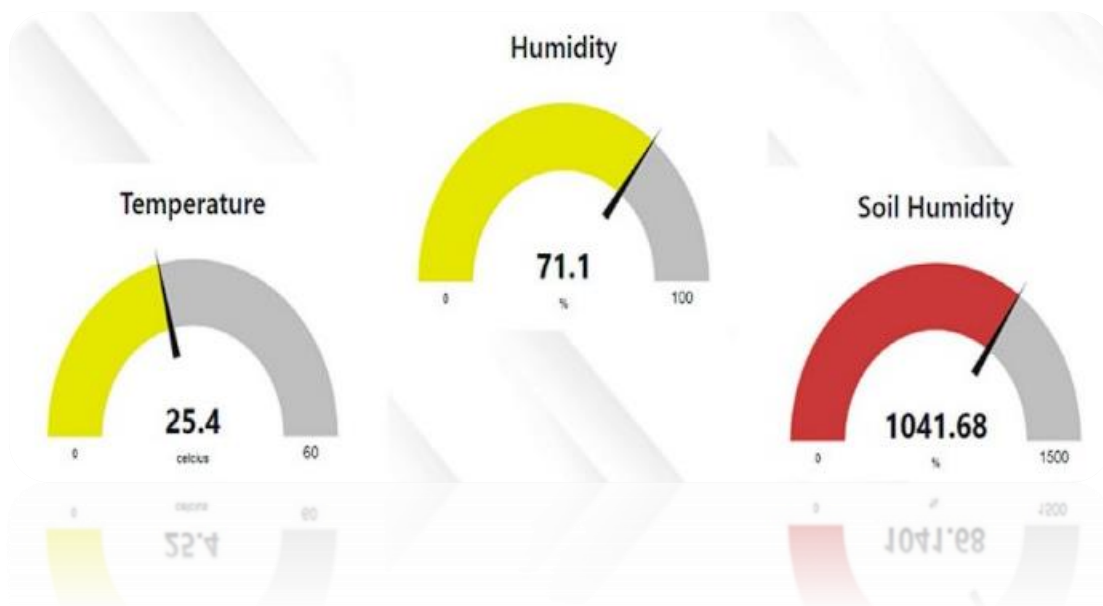 Humidity
71.1
%
0
100
Temperature
25.4
celcius
0
60
Soil Humidity
1041.68
%
0
1500